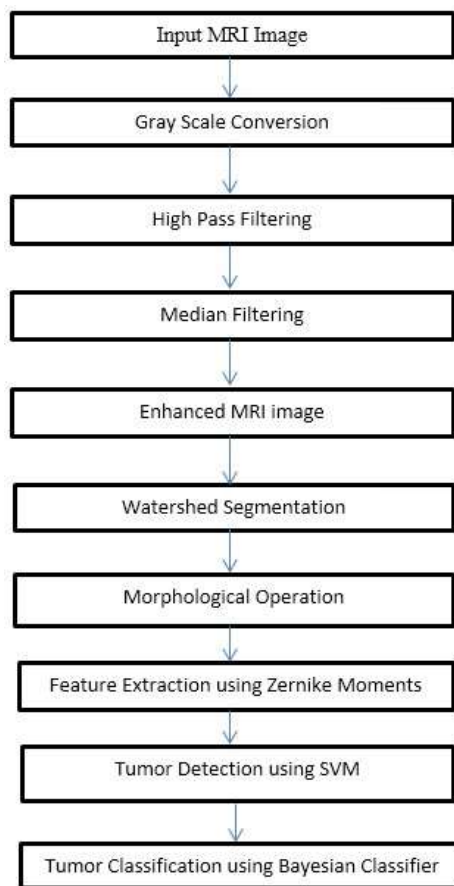 Input MRI Image
Gray Scale Conversion
High Pass Filtering
Median Filtering
Enhanced MRI image
Watershed Segmentation
Morphological Operation
Feature Extraction using Zernike Moments
Tumor Detection using SVM
Tumor Classification using Bayesian Classifier